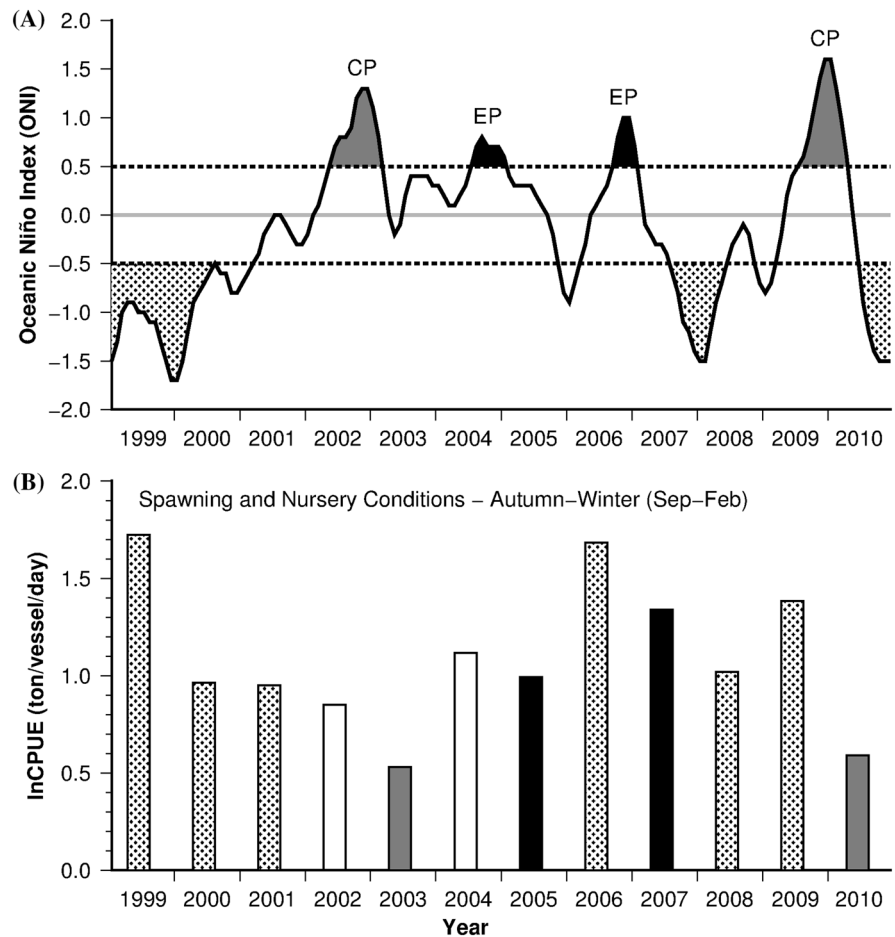 (A)
Oceanic Niño Index (ONI)
2.0
1.5
1.0
0.5
0.0
−0.5
−1.0
−1.5
−2.0
CP
EP
EP
CP
1999 2000 2001 2002 2003 2004 2005 2006 2007 2008 2009 2010
(B)
lnCPUE (ton/vessel/day)
2.0
1.5
1.0
0.5
0.0
Spawning and Nursery Conditions − Autumn−Winter (Sep−Feb)
1999 2000 2001 2002 2003 2004 2005 2006 2007 2008 2009 2010
Year